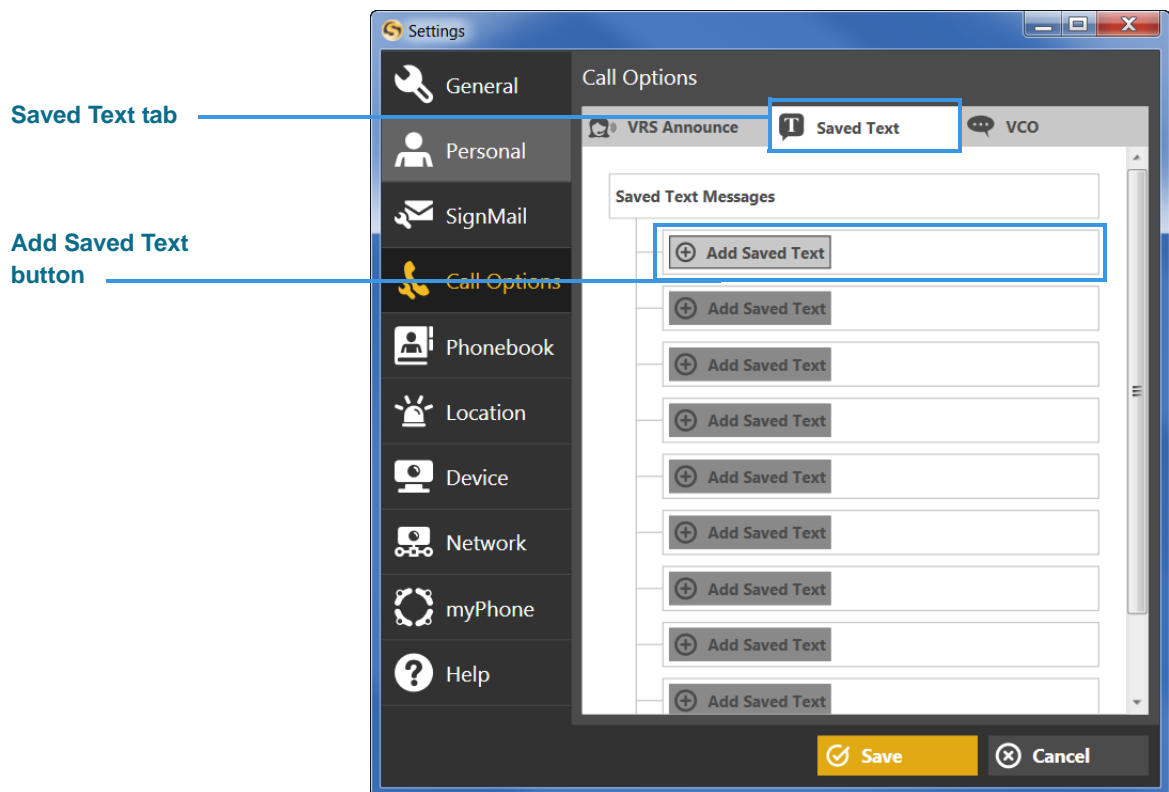 Settings
General
Personal
SignMail
Call Options
Phonebook
Location
Device
Network
myPhone
Help
Call Options
VRS Announce
Saved Text
VCO
Saved Text Messages
Add Saved Text
Add Saved Text
Add Saved Text
Add Saved Text
Add Saved Text
Add Saved Text
Add Saved Text
Add Saved Text
Add Saved Text
Save
Cancel
Saved Text tab
Add Saved Text
button